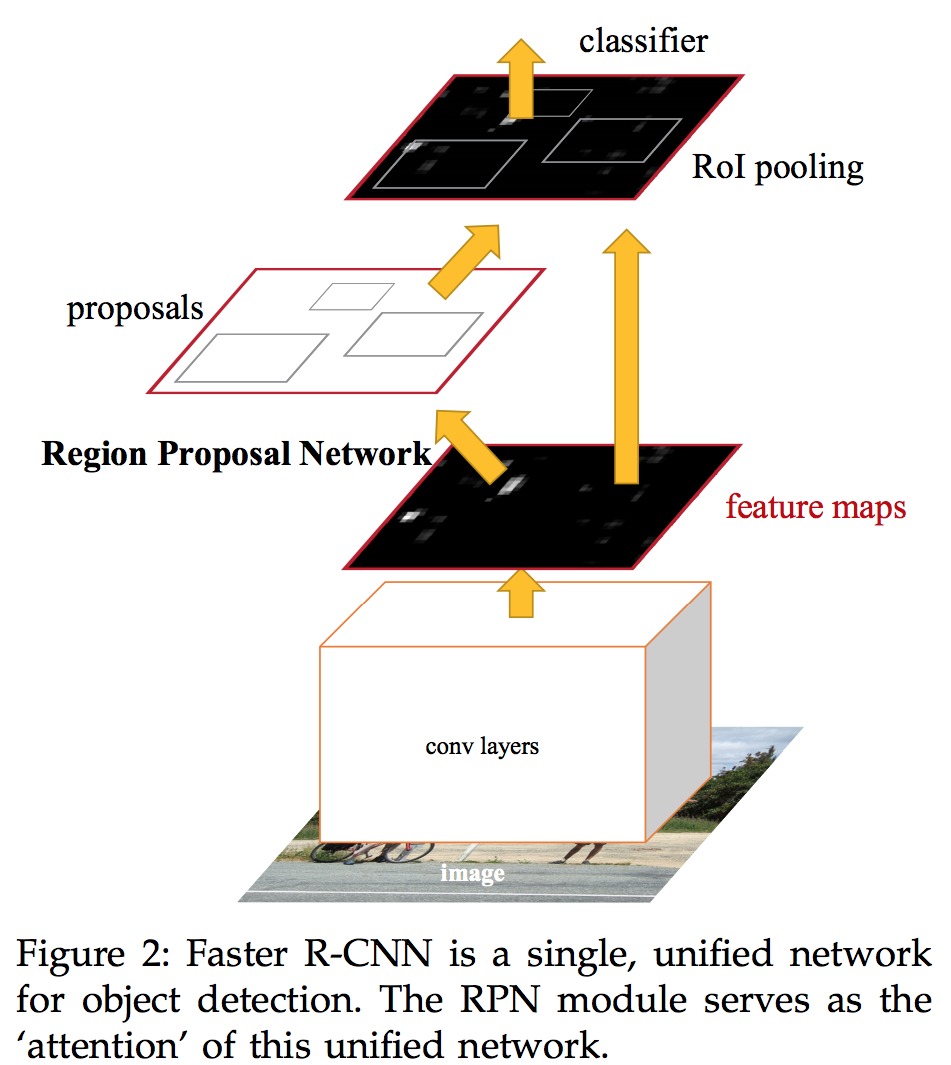 classifier
RoI pooling
proposals
Region Proposal Network
feature maps
conv layers
image
Figure 2: Faster R-CNN is a single, unified network
for object detection. The RPN module serves as the
‘attention’ of this unified network.